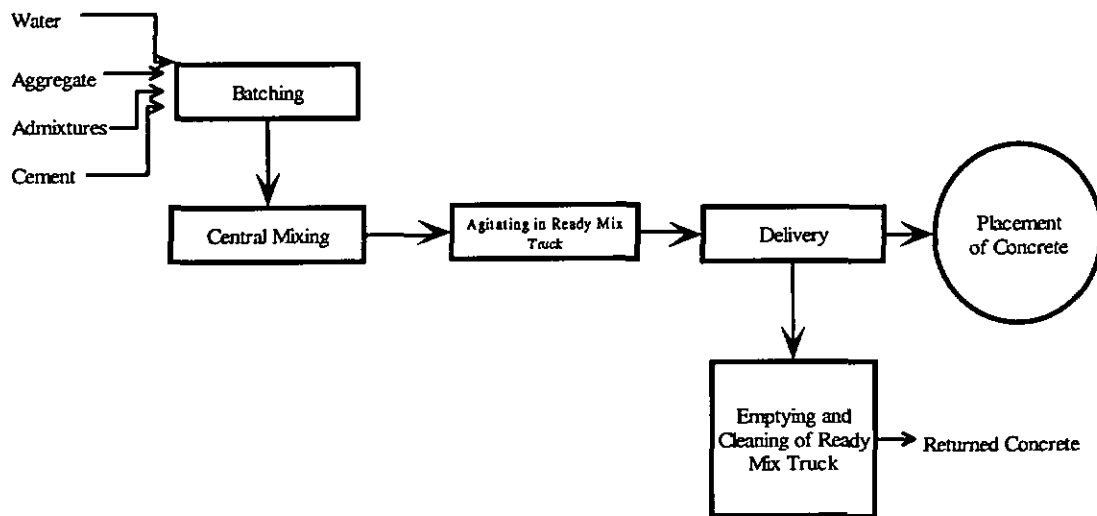 Water
Aggregate
Admixtures
Cement
Batching
Central Mixing
Agitating in Ready Mix
Truck
Delivery
Placement
of Concrete
Emptying and
Cleaning of Ready
Mix Truck
Returned Concrete